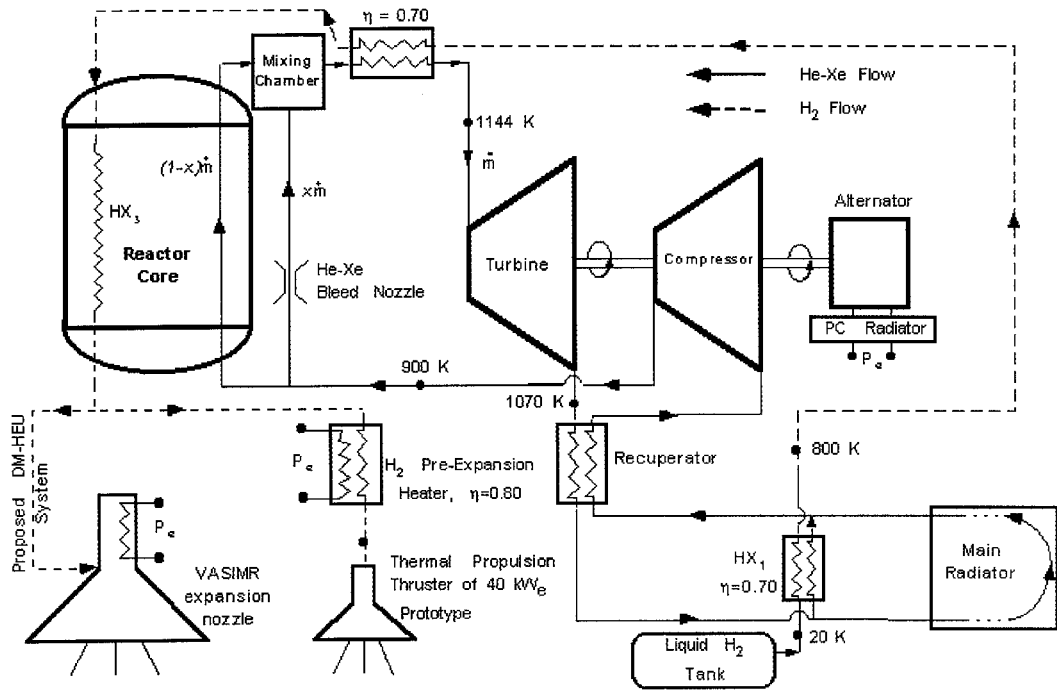 η = 0.70
Mixing
Chamber
He-Xe Flow
H₂ Flow
1144 K
ṁ
(1-x)ṁ
xṁ
HX₃
Reactor
Core
He-Xe
Bleed Nozzle
Turbine
Compressor
Alternator
PC Radiator
Pₑ
900 K
1070 K
Recuperator
800 K
Proposed DM-HEU
System
Pₑ
Pₑ
H₂ Pre-Expansion
Heater, η=0.80
HX₁
η=0.70
Main
Radiator
VASIMR
expansion
nozzle
Thermal Propulsion
Thruster of 40 kWₑ
Prototype
20 K
Liquid H₂
Tank